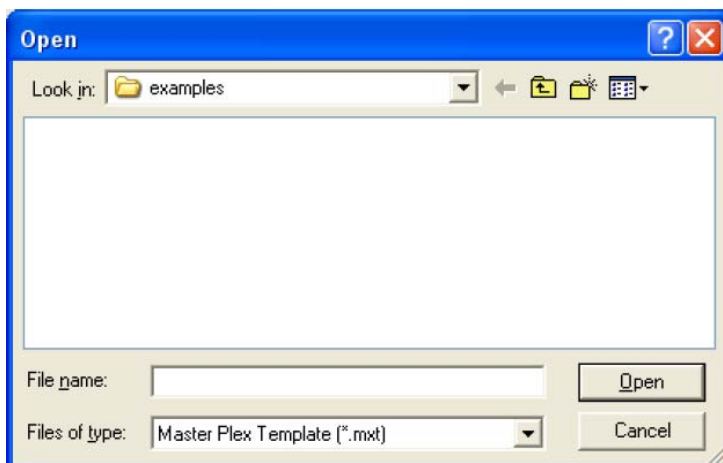 Open
Look in: examples
File name:
Open
Files of type: Master Plex Template (*.mxt)
Cancel